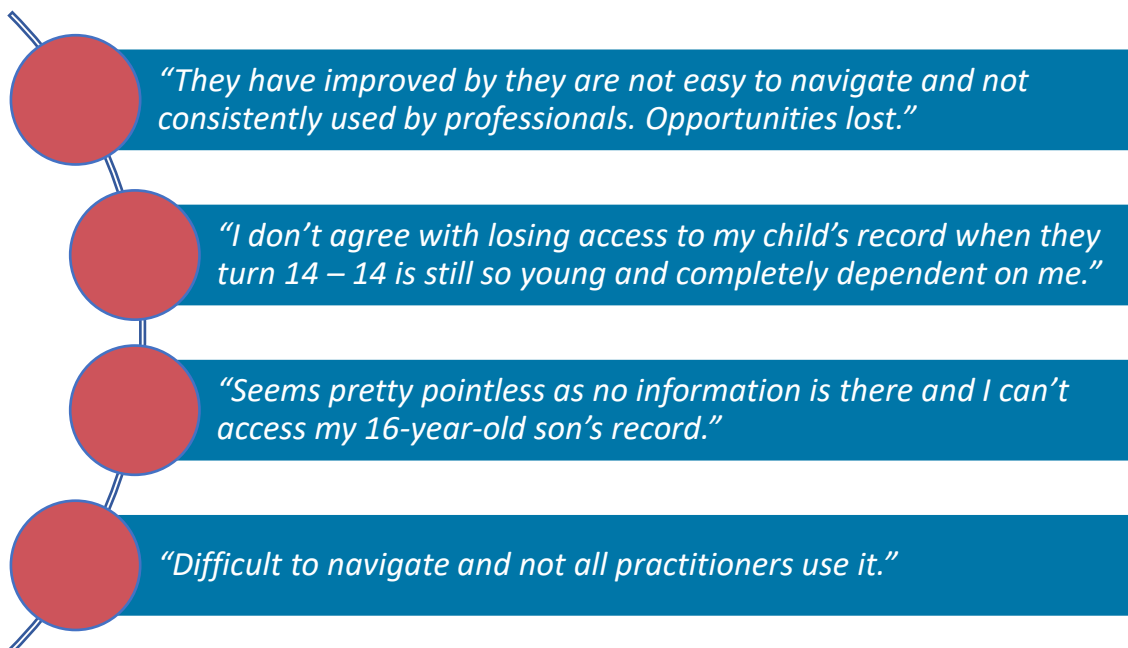 “They have improved by they are not easy to navigate and not
consistently used by professionals. Opportunities lost.”
“I don’t agree with losing access to my child’s record when they
turn 14 – 14 is still so young and completely dependent on me.”
“Seems pretty pointless as no information is there and I can’t
access my 16-year-old son’s record.”
“Difficult to navigate and not all practitioners use it.”